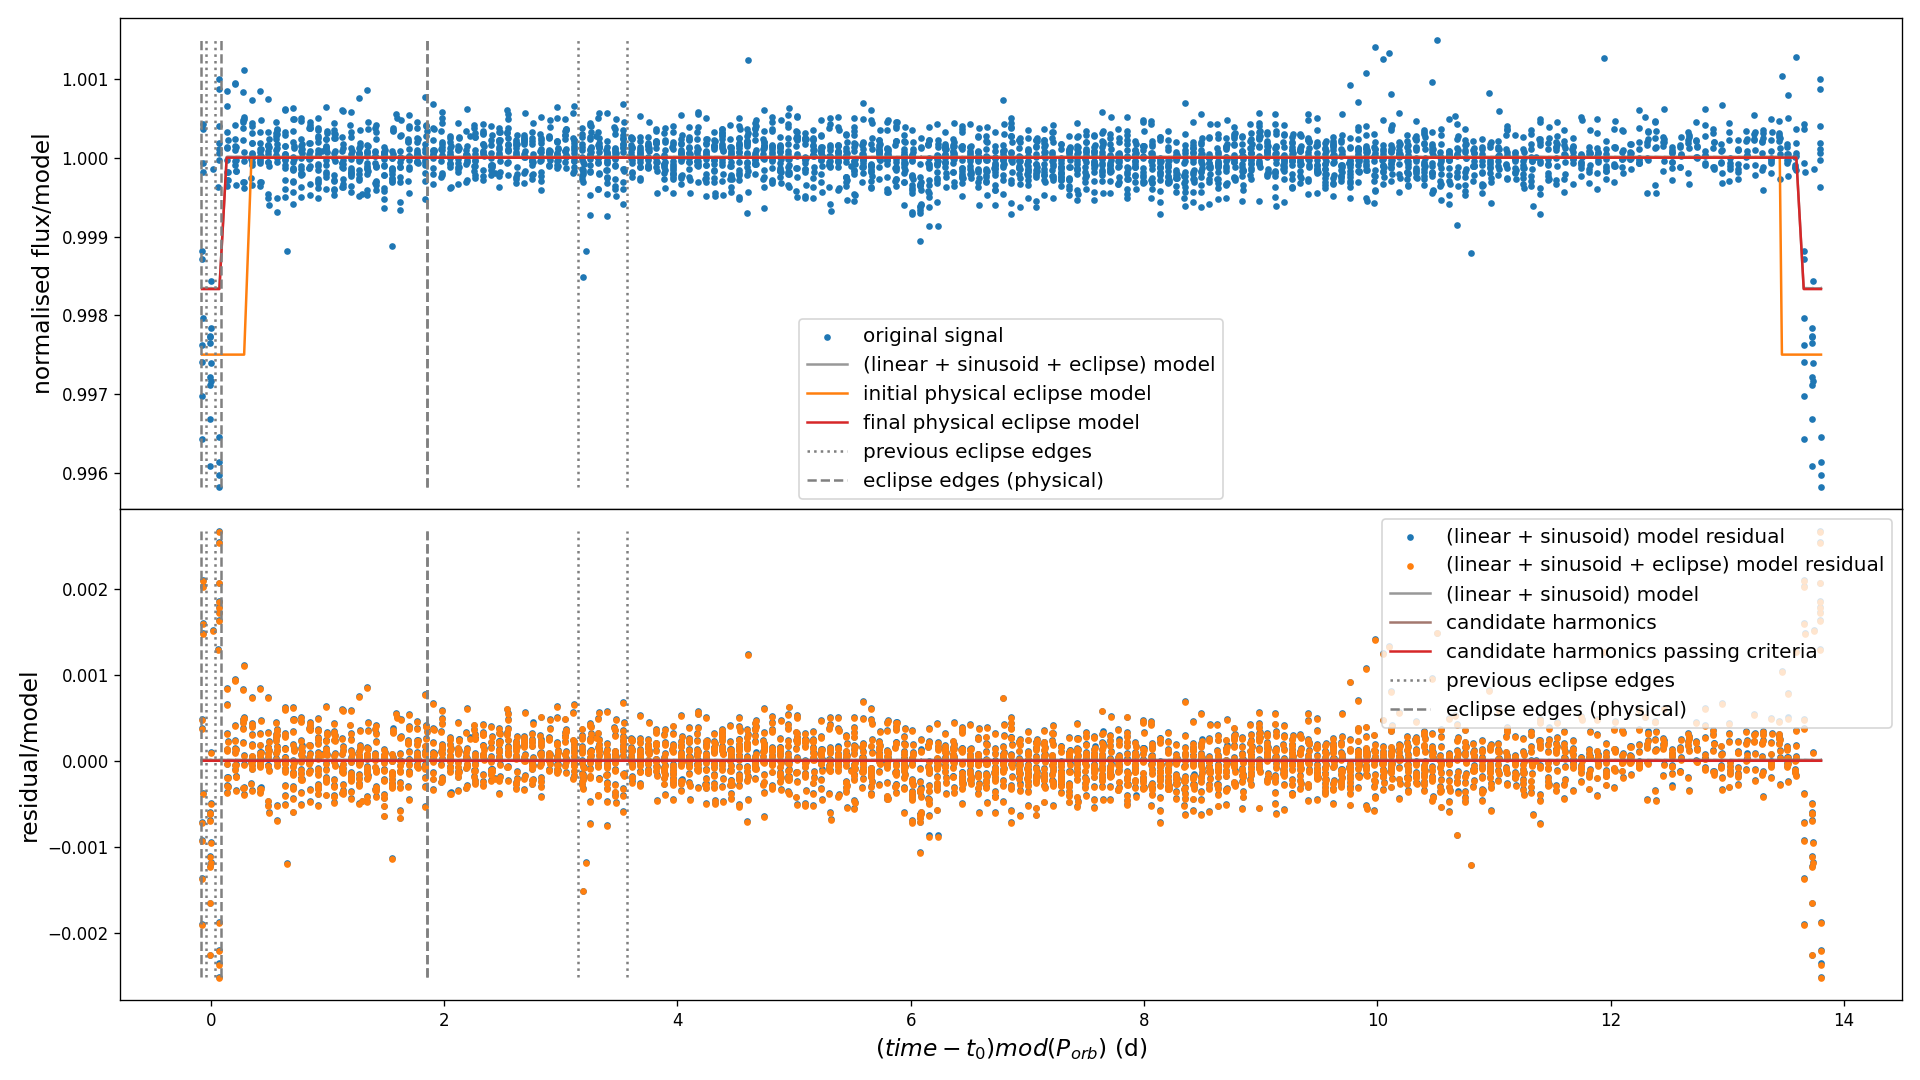 1.001
1.000
0.999
0.998
0.997
0.996
normalised flux/model
original signal
(linear + sinusoid + eclipse) model
initial physical eclipse model
final physical eclipse model
previous eclipse edges
eclipse edges (physical)
0.002
0.001
0.000
−0.001
−0.002
residual/model
(linear + sinusoid) model residual
(linear + sinusoid + eclipse) model residual
(linear + sinusoid) model
candidate harmonics
candidate harmonics passing criteria
previous eclipse edges
eclipse edges (physical)
0 2 4 6 8 10 12 14
(time − t₀)mod(P_orb) (d)